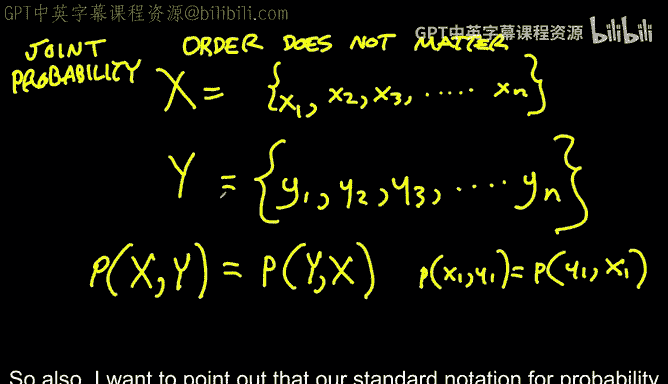 GPT中英字幕课程资源@bilibili.com
GPT中英字幕课程资源 bilibili
JOINT PROBABILITY
ORDER DOES NOT MATTER
X = {x₁, x₂, x₃, ..... xₙ}
Y = {y₁, y₂, y₃, .... yₙ}
P(X,Y) = P(Y,X) p(x₁,y₁) = p(y₁,x₁)
So also, I want to point out that our standard notation for probability